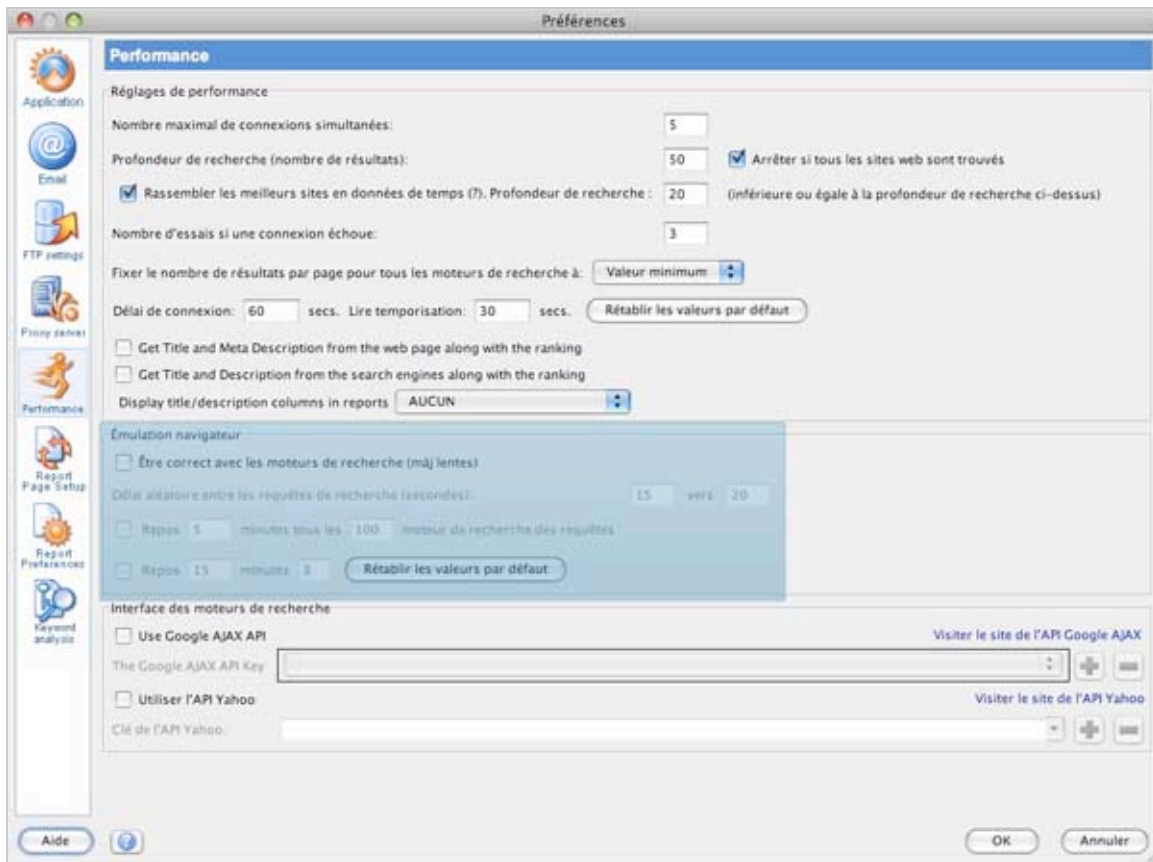 Préférences
Application
Email
FTP settings
Proxy server
Performance
Report
Page Setup
Report
Preferences
Keyword
analysis
Performance
Réglages de performance
Nombre maximal de connexions simultanées: 5
Profondeur de recherche (nombre de résultats): 50 Arrêter si tous les sites web sont trouvés
Rassembler les meilleurs sites en données de temps (?). Profondeur de recherche : 20 (inférieure ou égale à la profondeur de recherche ci-dessus)
Nombre d'essais si une connexion échoue: 3
Fixer le nombre de résultats par page pour tous les moteurs de recherche à: Valeur minimum
Délai de connexion: 60 secs. Lire temporisation: 30 secs. Rétablir les valeurs par défaut
Get Title and Meta Description from the web page along with the ranking
Get Title and Description from the search engines along with the ranking
Display title/description columns in reports AUCUN
Émulation navigateur
Être correct avec les moteurs de recherche (màj lentes)
Délai aléatoire entre les requêtes de recherche (secondes): 15 vers 20
Repos 5 minutes tous les 100 moteur de recherche des requêtes
Repos 15 minutes 3 Rétablir les valeurs par défaut
Interface des moteurs de recherche
Use Google AJAX API Visiter le site de l'API Google AJAX
The Google AJAX API Key
Utiliser l'API Yahoo Visiter le site de l'API Yahoo
Clé de l'API Yahoo:
Aide ? OK Annuler